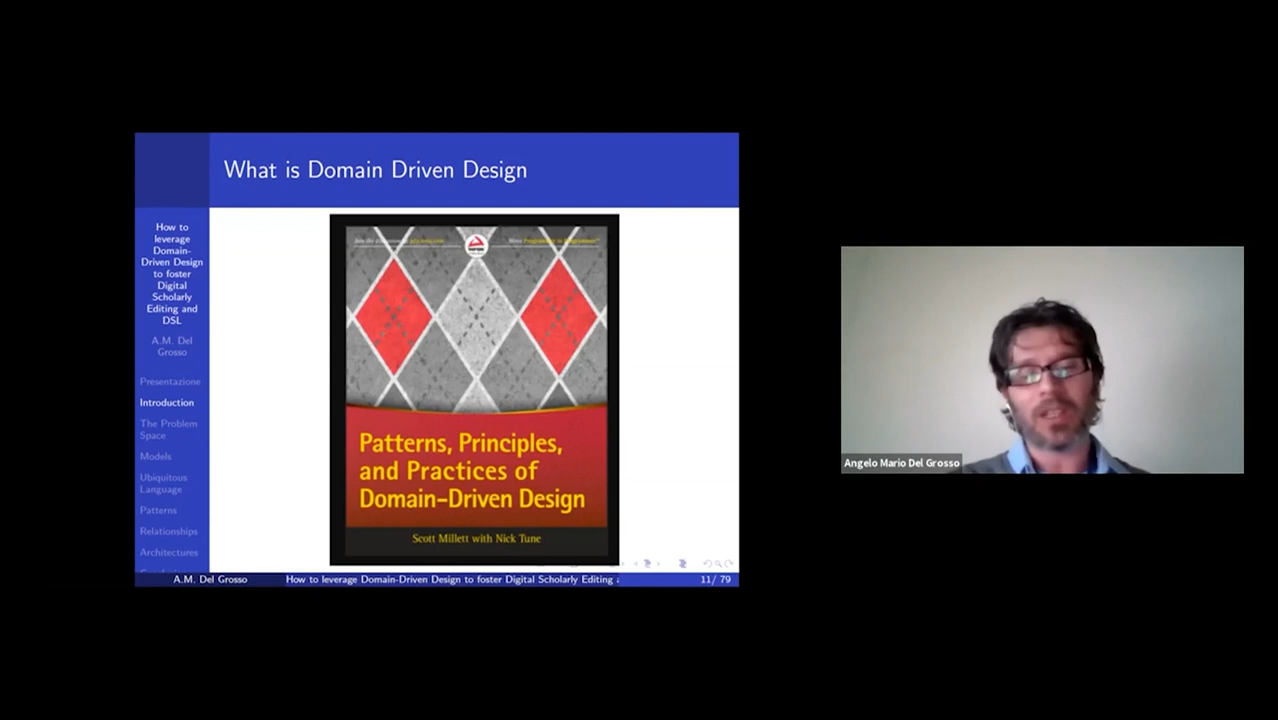 What is Domain Driven Design
How to
leverage
Domain-
Driven Design
to foster
Digital
Scholarly
Editing and
DSL
A.M. Del
Grosso
Presentazione
Introduction
The Problem
Space
Models
Ubiquitous
Language
Patterns
Relationships
Architectures
Patterns, Principles,
and Practices of
Domain-Driven Design
Scott Millett with Nick Tune
A.M. Del Grosso
How to leverage Domain-Driven Design to foster Digital Scholarly Editing
11/ 79
Angelo Mario Del Grosso